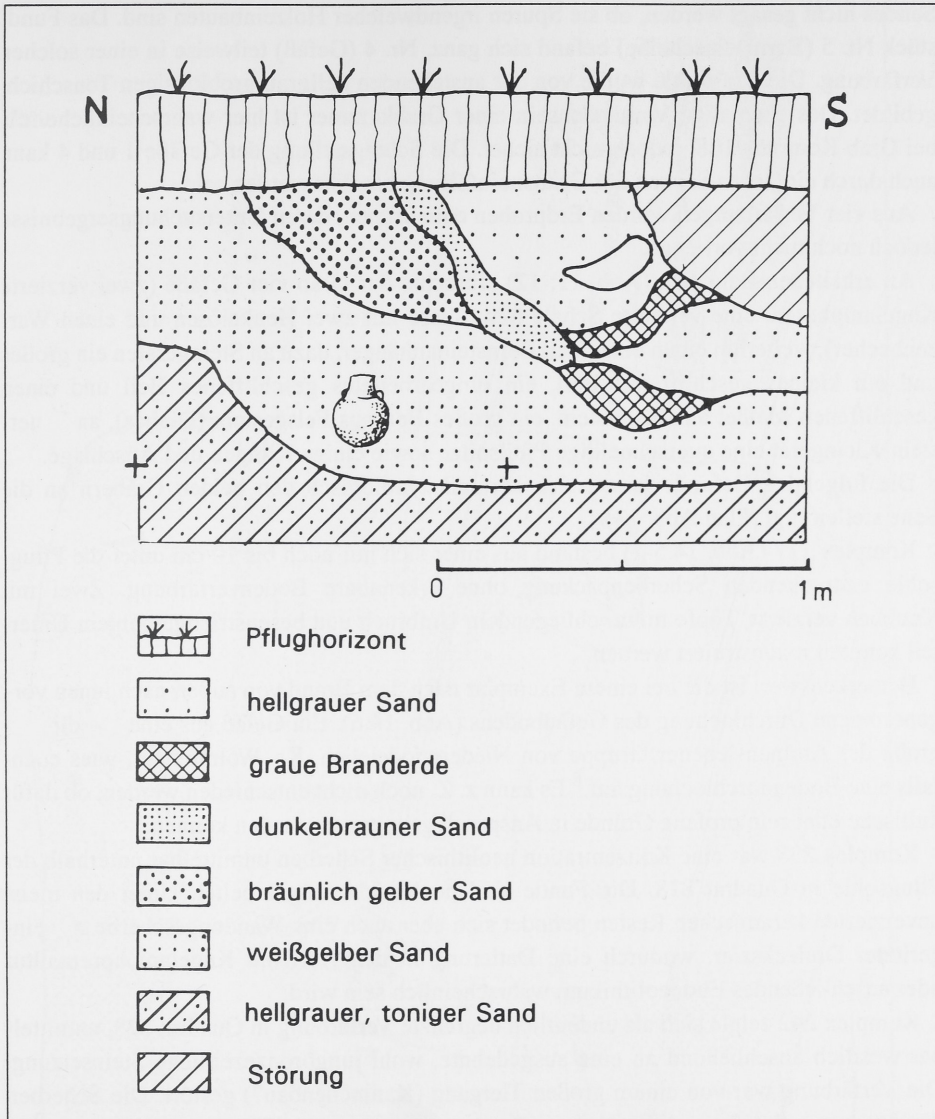 N
S
0
1 m
Pflughorizont
hellgrauer Sand
graue Branderde
dunkelbrauner Sand
bräunlich gelber Sand
weißgelber Sand
hellgrauer, toniger Sand
Störung